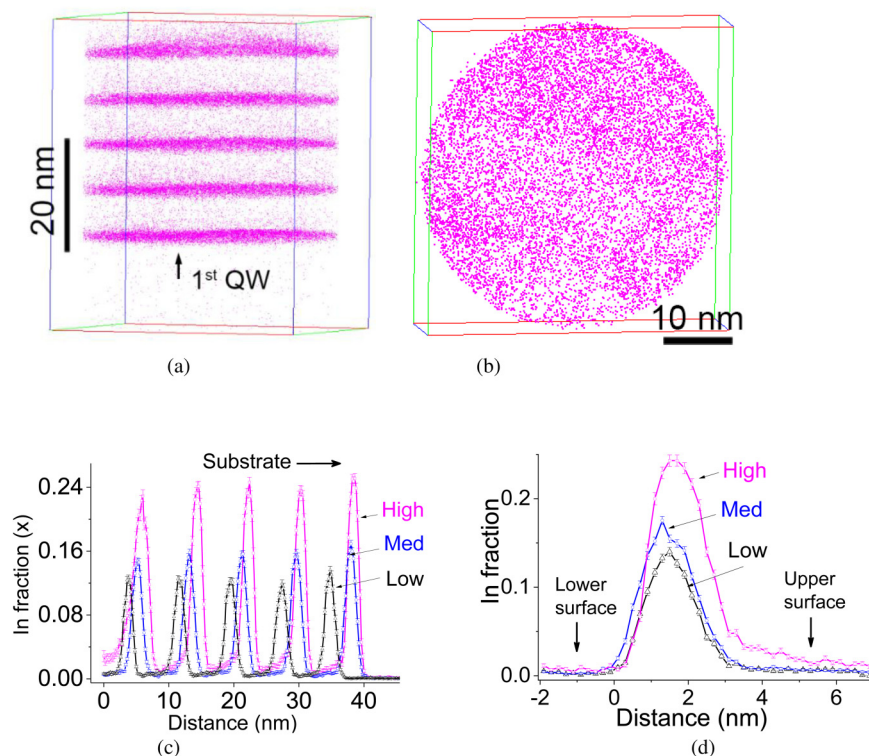 20 nm
1st QW
(a)
10 nm
(b)
Substrate
High
Med
Low
0.24
0.16
0.08
0.00
In fraction (x)
0 10 20 30 40
Distance (nm)
(c)
High
Med
Low
Lower
surface
Upper
surface
0.2
0.1
0.0
In fraction
-2 0 2 4 6
Distance (nm)
(d)